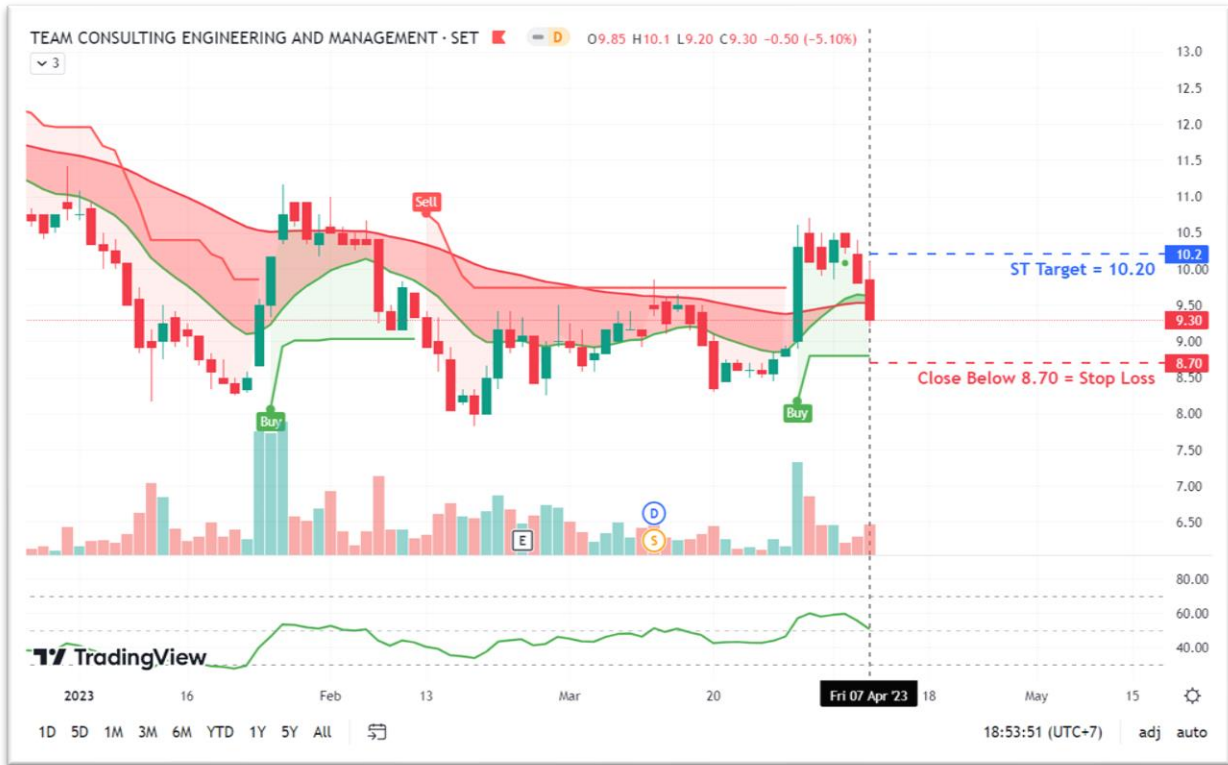 TEAM CONSULTING ENGINEERING AND MANAGEMENT · SET D O9.85 H10.1 L9.20 C9.30 −0.50 (−5.10%)
3
13.0
12.5
12.0
11.5
11.0
Sell
10.5
10.2
ST Target = 10.20
10.00
9.50
9.30
9.00
8.70
Close Below 8.70 = Stop Loss
8.50
Buy
Buy
8.00
7.50
7.00
6.50
D
E
S
80.00
60.00
40.00
TradingView
2023 16 Feb 13 Mar 20 Fri 07 Apr '23 18 May 15
1D 5D 1M 3M 6M YTD 1Y 5Y All 18:53:51 (UTC+7) adj auto